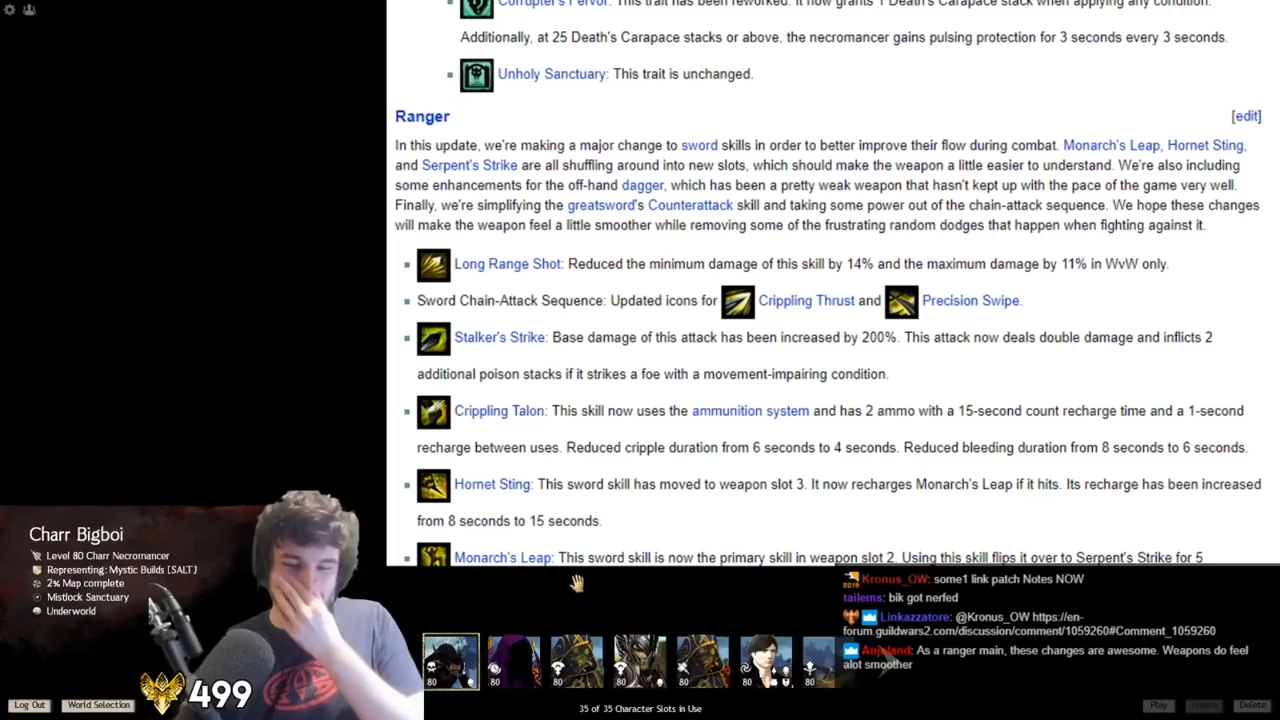 Corrupter's Fervor: This trait has been reworked. It now grants 1 Death's Carapace stack when applying any condition.
Additionally, at 25 Death's Carapace stacks or above, the necromancer gains pulsing protection for 3 seconds every 3 seconds.
Unholy Sanctuary: This trait is unchanged.
Ranger [edit]
In this update, we're making a major change to sword skills in order to better improve their flow during combat. Monarch's Leap, Hornet Sting,
and Serpent's Strike are all shuffling around into new slots, which should make the weapon a little easier to understand. We're also including
some enhancements for the off-hand dagger, which has been a pretty weak weapon that hasn't kept up with the pace of the game very well.
Finally, we're simplifying the greatsword's Counterattack skill and taking some power out of the chain-attack sequence. We hope these changes
will make the weapon feel a little smoother while removing some of the frustrating random dodges that happen when fighting against it.
Long Range Shot: Reduced the minimum damage of this skill by 14% and the maximum damage by 11% in WvW only.
Sword Chain-Attack Sequence: Updated icons for Crippling Thrust and Precision Swipe.
Stalker's Strike: Base damage of this attack has been increased by 200%. This attack now deals double damage and inflicts 2
additional poison stacks if it strikes a foe with a movement-impairing condition.
Crippling Talon: This skill now uses the ammunition system and has 2 ammo with a 15-second count recharge time and a 1-second
recharge between uses. Reduced cripple duration from 6 seconds to 4 seconds. Reduced bleeding duration from 8 seconds to 6 seconds.
Hornet Sting: This sword skill has moved to weapon slot 3. It now recharges Monarch's Leap if it hits. Its recharge has been increased
from 8 seconds to 15 seconds.
Monarch's Leap: This sword skill is now the primary skill in weapon slot 2. Using this skill flips it over to Serpent's Strike for 5
Charr Bigboi
Level 80 Charr Necromancer
Representing: Mystic Builds [SALT]
2% Map complete
Mistlock Sanctuary
Underworld
Kronus_OW: some1 link patch Notes NOW
tailems: bik got nerfed
Linkazzatore: @Kronus_OW https://en-
forum.guildwars2.com/discussion/comment/1059260#Comment_1059260
Anjeland: As a ranger main, these changes are awesome. Weapons do feel
alot smoother
80 80 80 80 80 80 80
499
Log Out World Selection 35 of 35 Character Slots in Use Play Create Delete